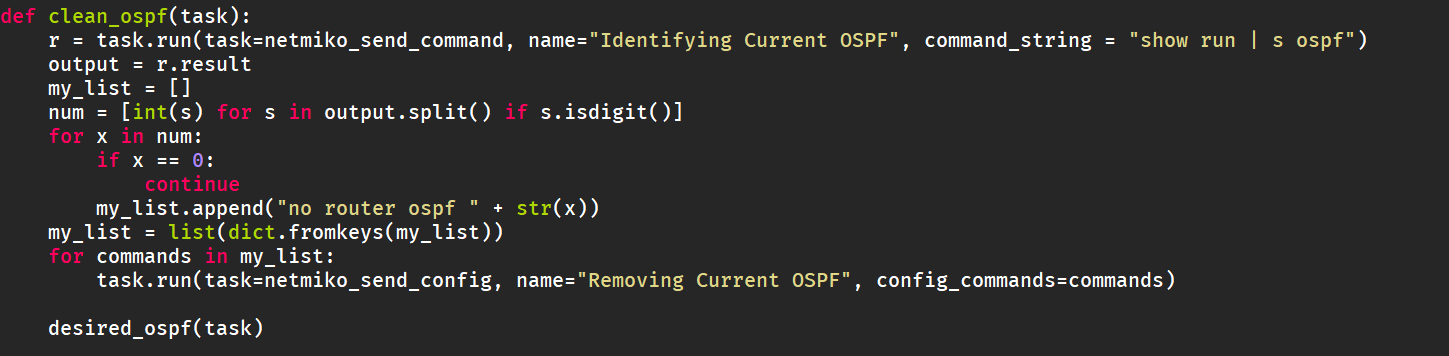 def clean_ospf(task):
    r = task.run(task=netmiko_send_command, name="Identifying Current OSPF", command_string = "show run | s ospf")
    output = r.result
    my_list = []
    num = [int(s) for s in output.split() if s.isdigit()]
    for x in num:
        if x == 0:
            continue
        my_list.append("no router ospf " + str(x))
    my_list = list(dict.fromkeys(my_list))
    for commands in my_list:
        task.run(task=netmiko_send_config, name="Removing Current OSPF", config_commands=commands)
    desired_ospf(task)